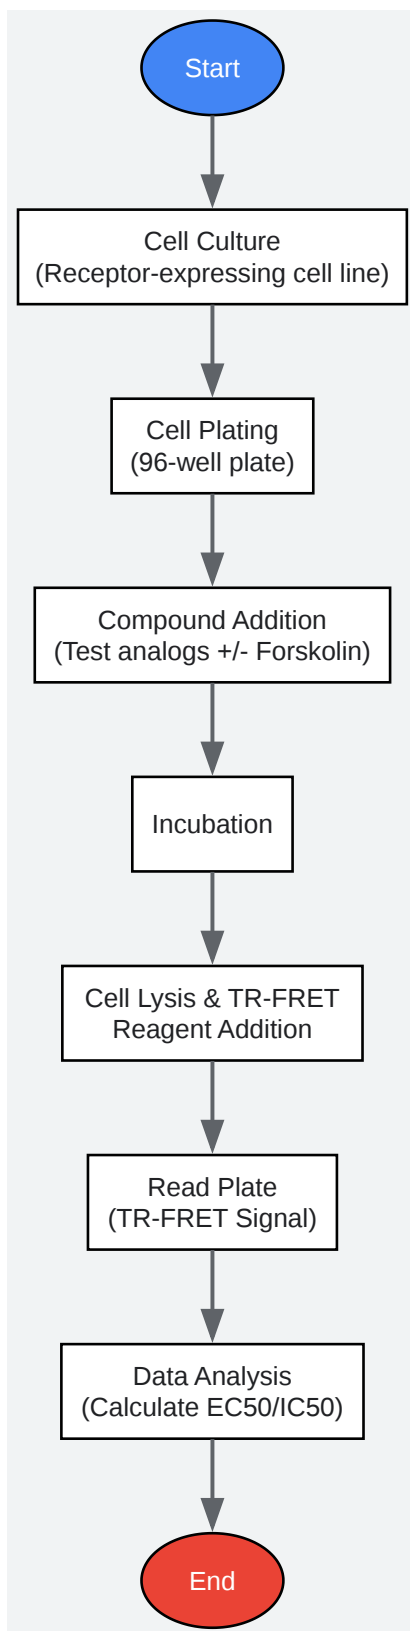 Start
Cell Culture
(Receptor-expressing cell line)
Cell Plating
(96-well plate)
Compound Addition
(Test analogs +/- Forskolin)
Incubation
Cell Lysis & TR-FRET
Reagent Addition
Read Plate
(TR-FRET Signal)
Data Analysis
(Calculate EC50/IC50)
End